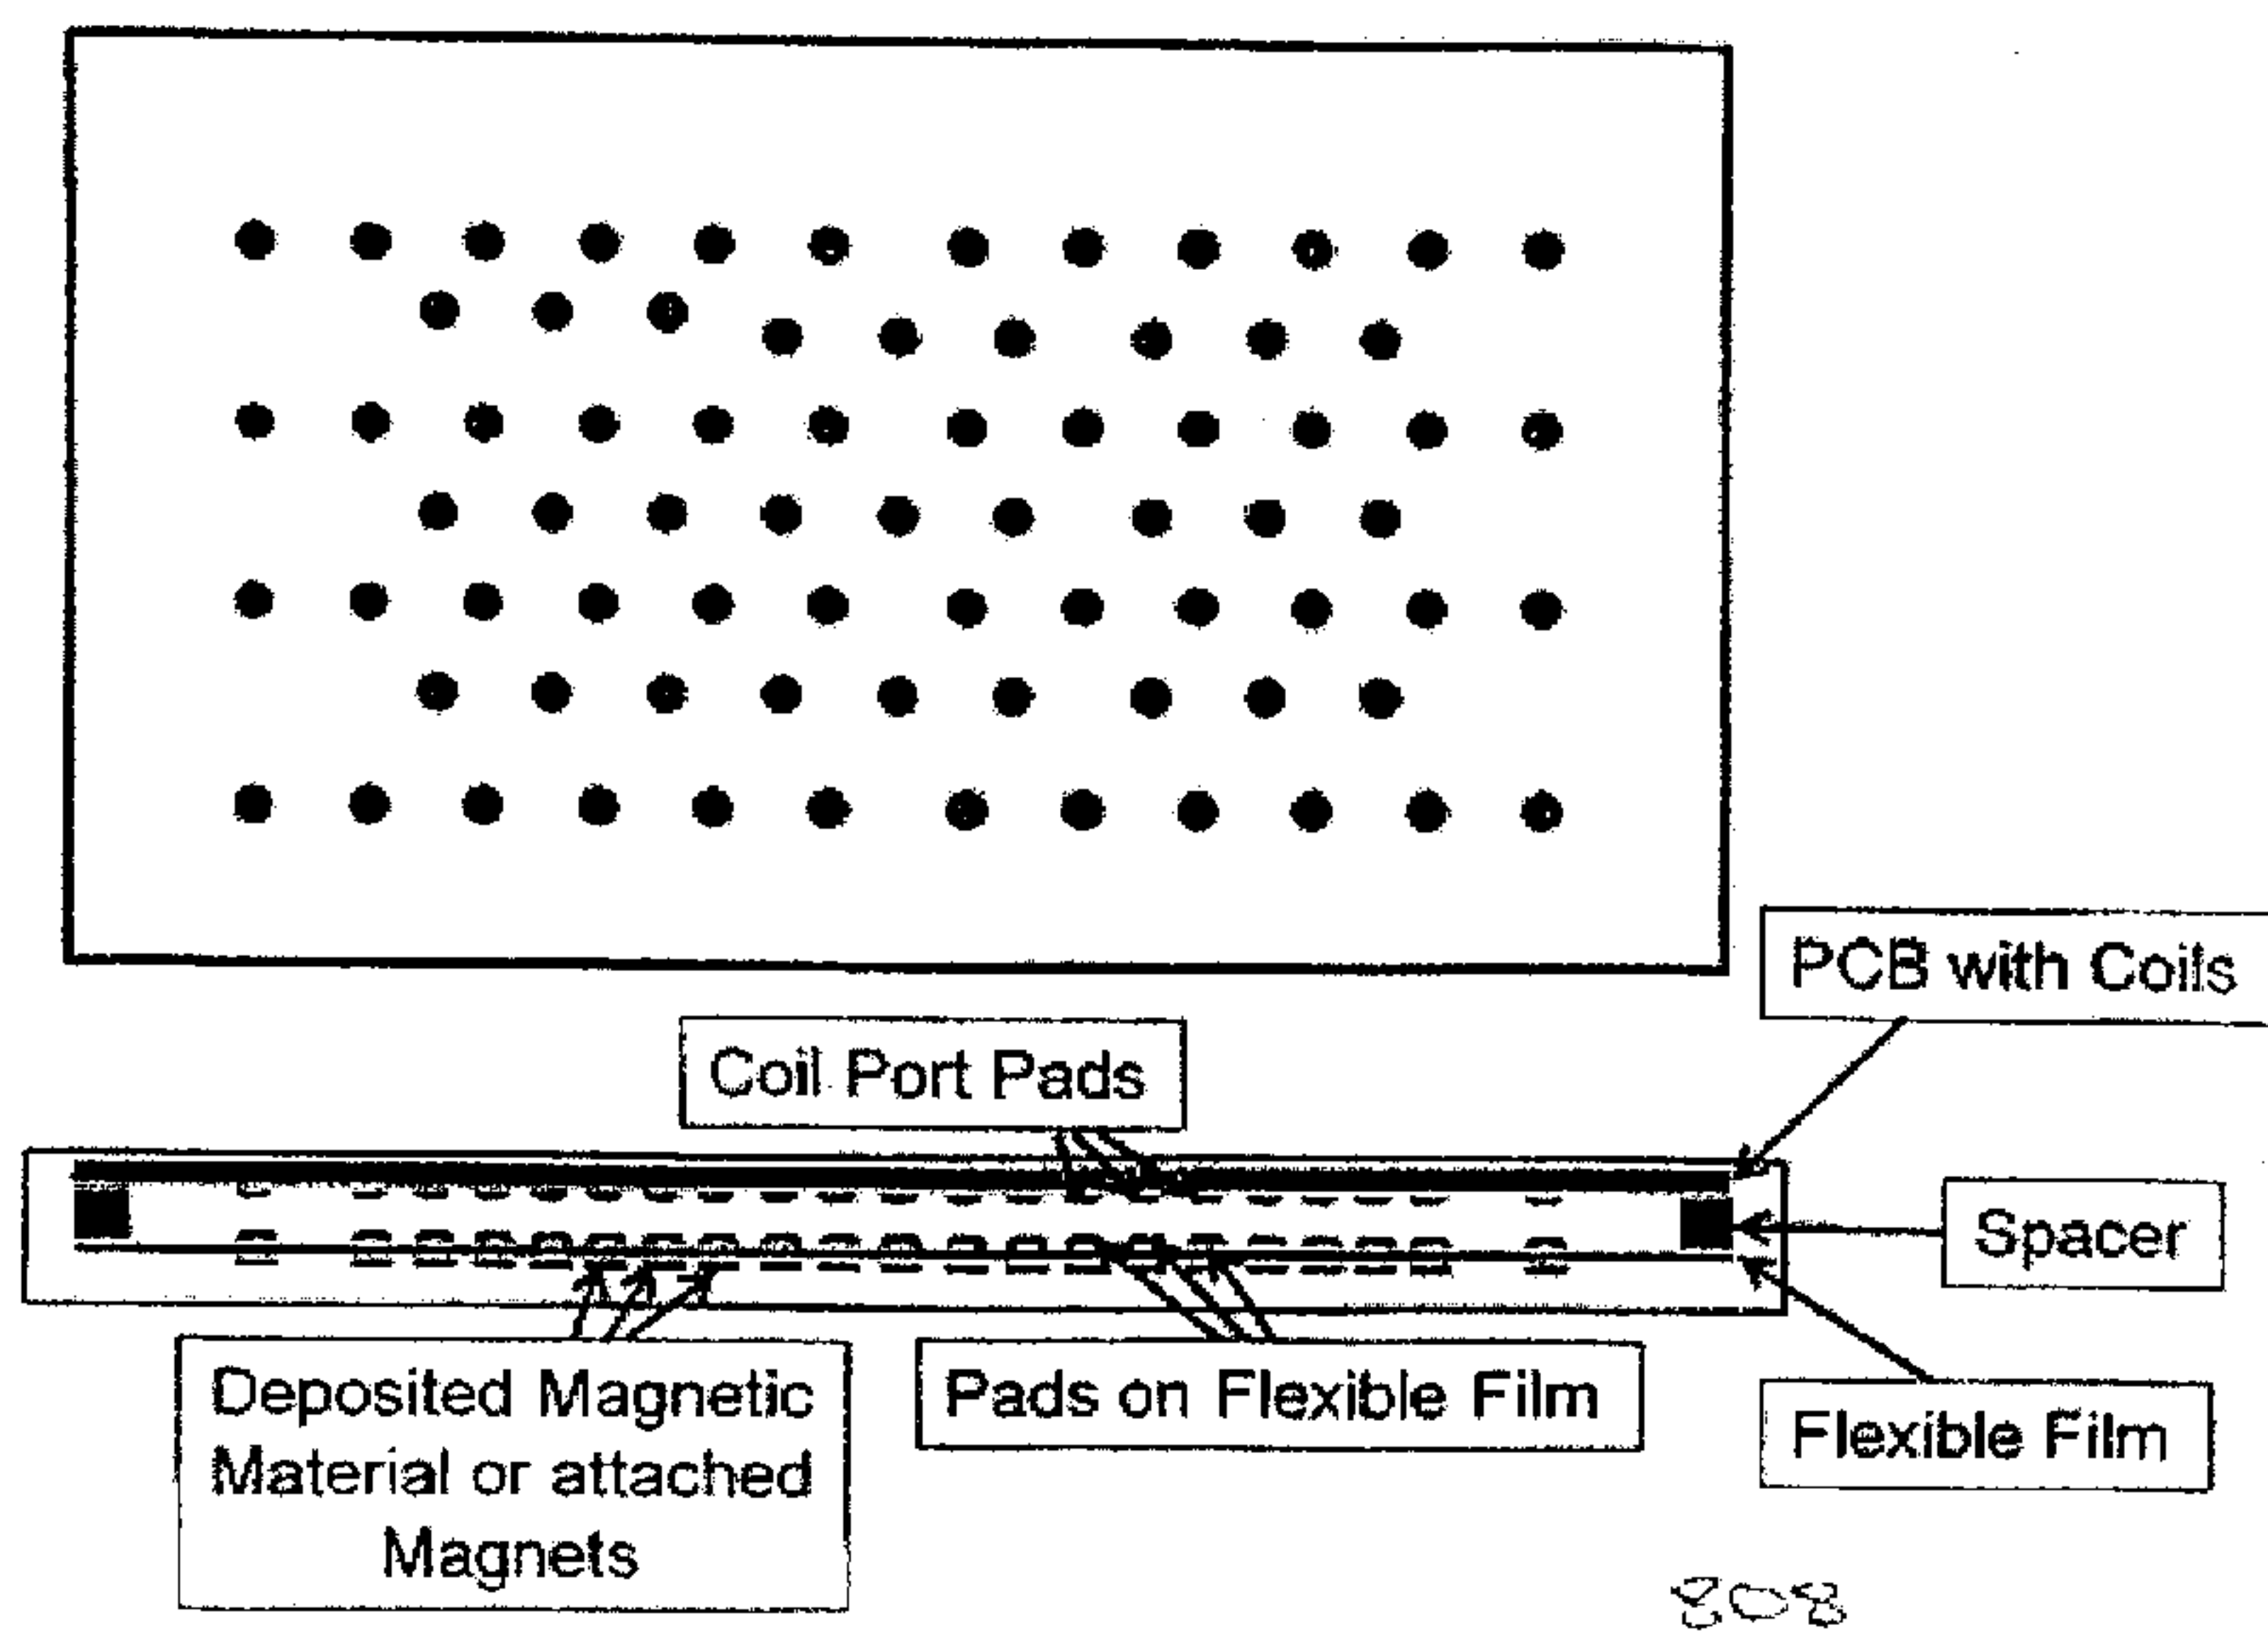 PCB with Coils
Coil Port Pads
Spacer
Deposited Magnetic
Material or attached
Magnets
Pads on Flexible Film
Flexible Film
808